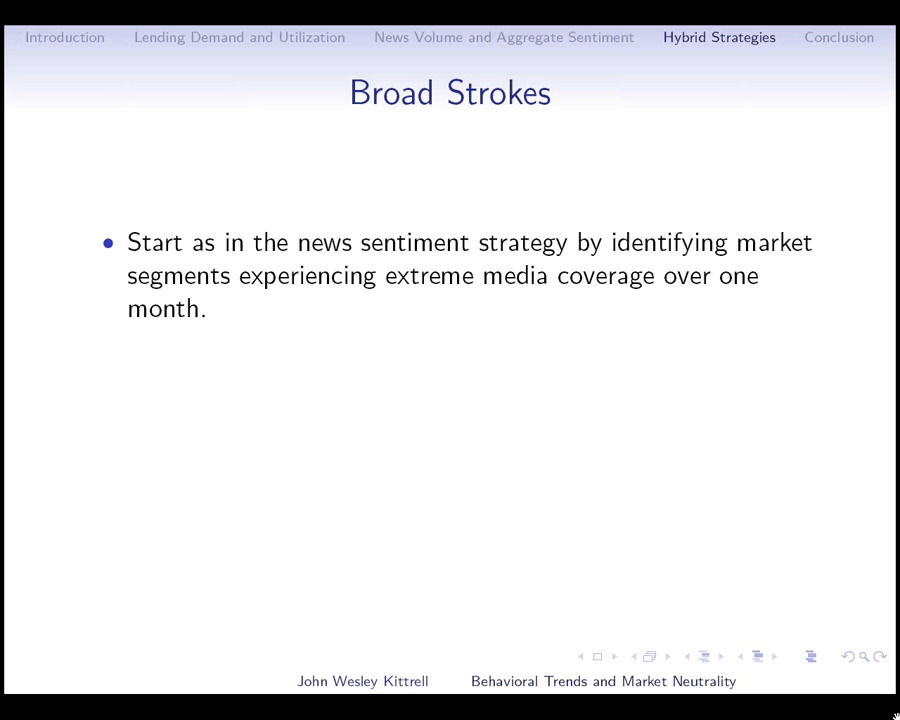 Introduction Lending Demand and Utilization News Volume and Aggregate Sentiment Hybrid Strategies Conclusion
Broad Strokes
• Start as in the news sentiment strategy by identifying market
segments experiencing extreme media coverage over one
month.
John Wesley Kittrell Behavioral Trends and Market Neutrality